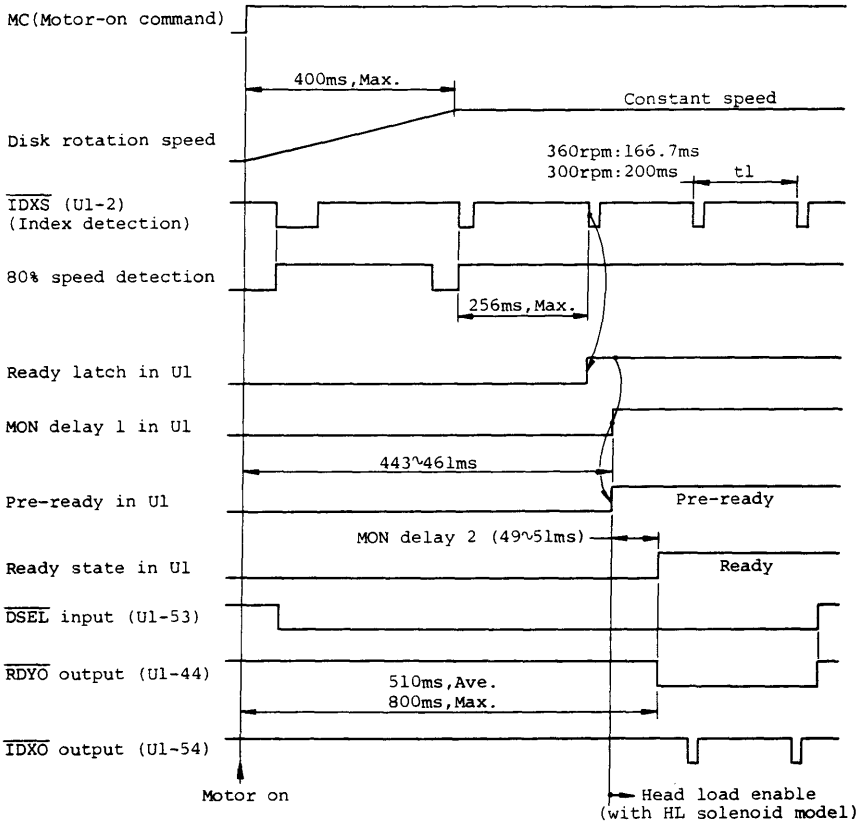 MC(Motor-on command)
400ms,Max.
Constant speed
Disk rotation speed
360rpm:166.7ms
300rpm:200ms
t1
IDXS (U1-2)
(Index detection)
80% speed detection
256ms,Max.
Ready latch in U1
MON delay 1 in U1
443~461ms
Pre-ready in U1
Pre-ready
MON delay 2 (49~51ms)
Ready state in U1
Ready
DSEL input (U1-53)
RDYO output (U1-44)
510ms,Ave.
800ms,Max.
IDXO output (U1-54)
Motor on
Head load enable
(with HL solenoid model)